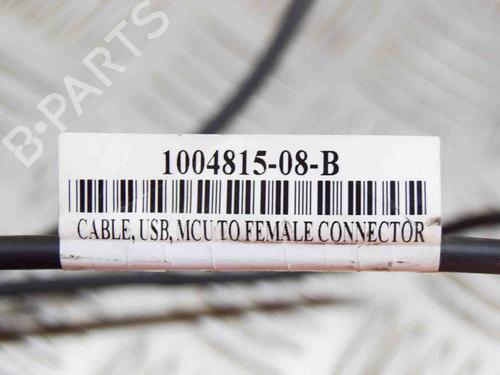 B-PARTS
1004815-08-B
CABLE, USB, MCU TO FEMALE CONNECTOR